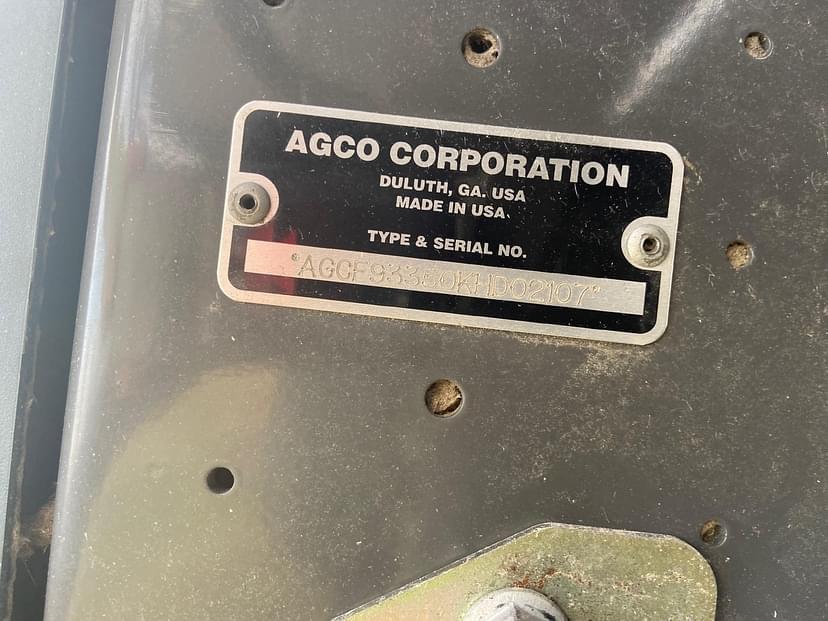 AGCO CORPORATION
DULUTH, GA. USA
MADE IN USA
TYPE & SERIAL NO.
*AGCF93350KHD02107*